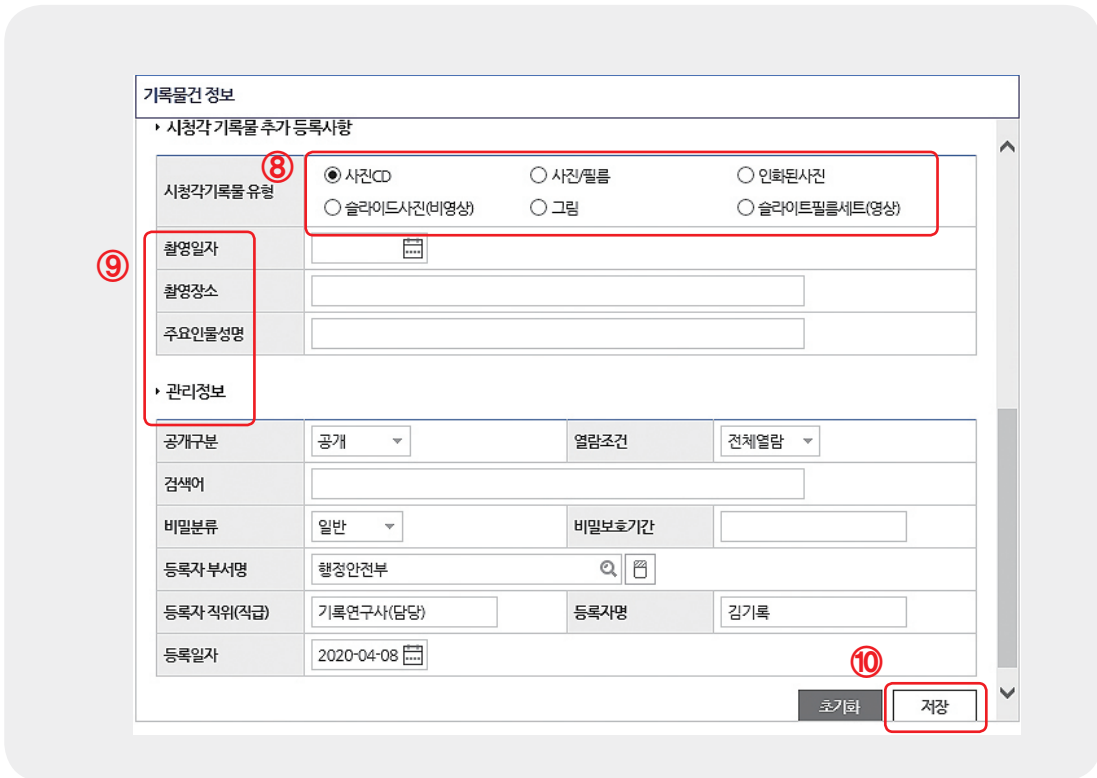 기록물건 정보
▸ 시청각 기록물 추가 등록사항
⑧
시청각기록물 유형
사진CD 사진/필름 인화된사진
슬라이드사진(비영상) 그림 슬라이트필름세트(영상)
⑨
촬영일자
촬영장소
주요인물성명
▸ 관리정보
공개구분 공개 열람조건 전체열람
검색어
비밀분류 일반 비밀보호기간
등록자 부서명 행정안전부
등록자 직위(직급) 기록연구사(담당) 등록자명 김기록
등록일자 2020-04-08
⑩
초기화 저장